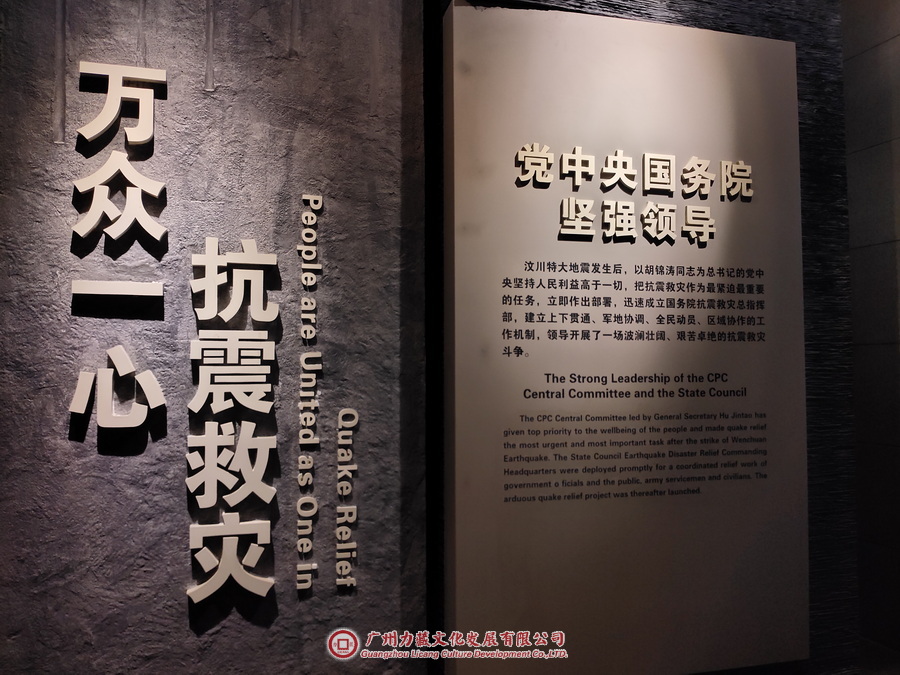 万众一心
抗震救灾
People are United as One in
Quake Relief
党中央国务院
坚强领导
汶川特大地震发生后，以胡锦涛同志为总书记的党中
央坚持人民利益高于一切，把抗震救灾作为最紧迫最重要
的任务，立即作出部署，迅速成立国务院抗震救灾总指挥
部，建立上下贯通、军地协调、全民动员、区域协作的工
作机制，领导开展了一场波澜壮阔、艰苦卓绝的抗震救灾
斗争。
The Strong Leadership of the CPC
Central Committee and the State Council
The CPC Central Committee led by General Secretary Hu Jintao has
given top priority to the wellbeing of the people and made quake relief
the most urgent and most important task after the strike of Wenchuan
Earthquake. The State Council Earthquake Disaster Relief Commanding
Headquarters were deployed promptly for a coordinated relief work of
government o ficials and the public, army servicemen and civilians. The
arduous quake relief project was thereafter launched.
广州力藏文化发展有限公司
Guangzhou Licang Culture Development Co.,LTD.